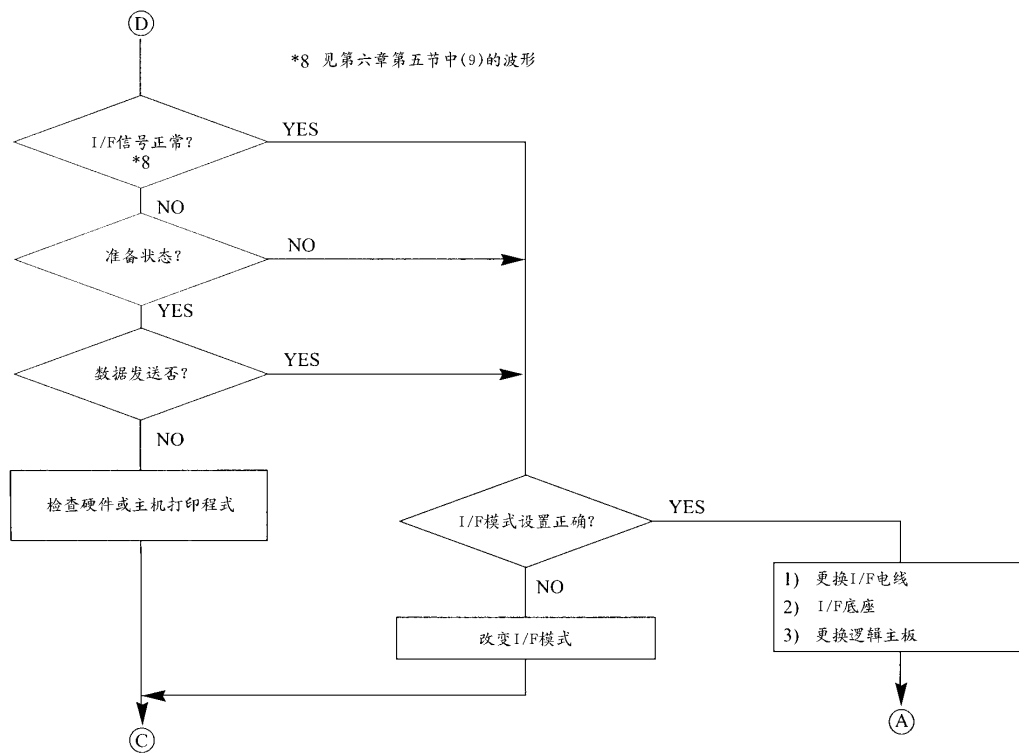 D
*8 见第六章第五节中(9)的波形
I/F信号正常?
*8
YES
NO
准备状态?
NO
YES
数据发送否?
YES
NO
检查硬件或主机打印程式
I/F模式设置正确?
YES
NO
1) 更换I/F电线
2) I/F底座
3) 更换逻辑主板
改变I/F模式
A
C